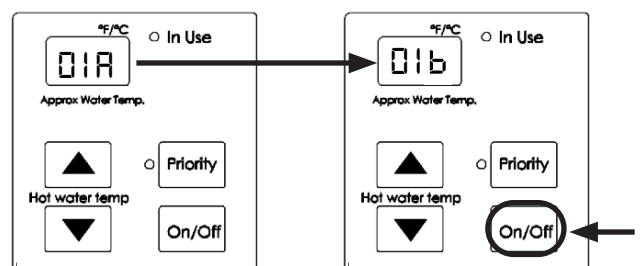 °F/°C
In Use
01A
Approx Water Temp.
Priority
Hot water temp
On/Off
°F/°C
In Use
01b
Approx Water Temp.
Priority
Hot water temp
On/Off